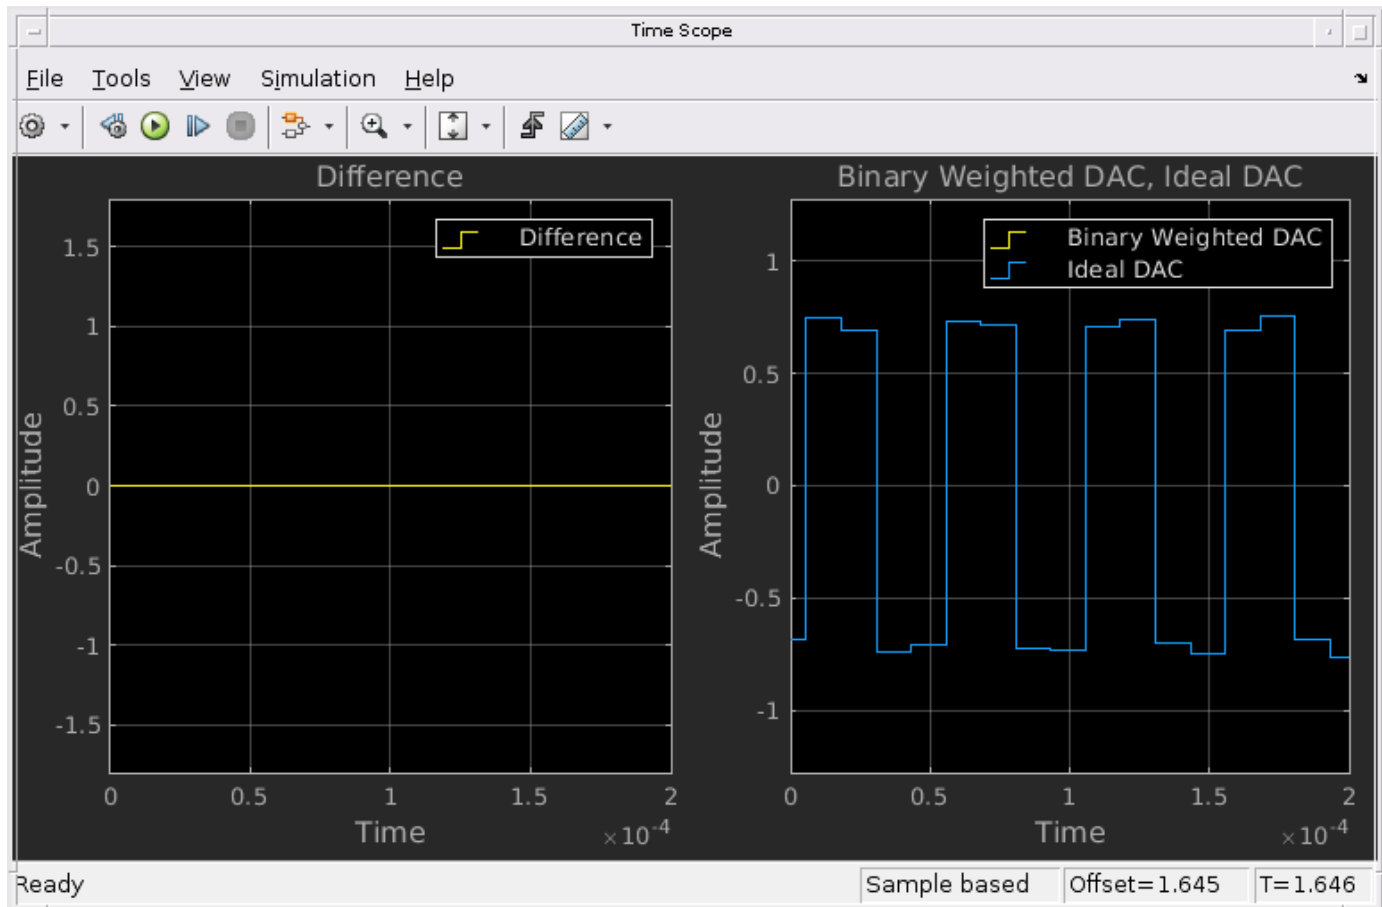 Time Scope
File Tools View Simulation Help
Difference
Difference
1.5
1
0.5
0
-0.5
-1
-1.5
Amplitude
0 0.5 1 1.5 2
Time
×10-4
Binary Weighted DAC, Ideal DAC
Binary Weighted DAC
Ideal DAC
1
0.5
0
-0.5
-1
Amplitude
0 0.5 1 1.5 2
Time
×10-4
Ready Sample based Offset=1.645 T=1.646